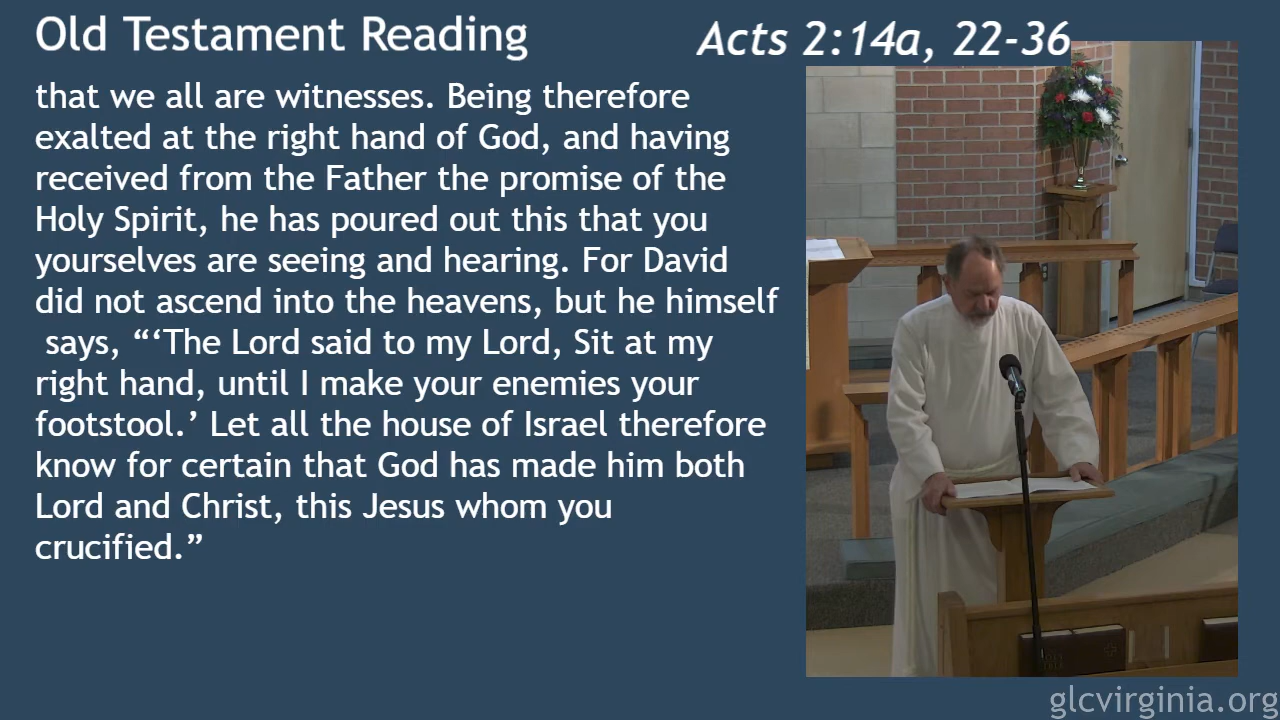 Old Testament Reading
Acts 2:14a, 22-36
that we all are witnesses. Being therefore
exalted at the right hand of God, and having
received from the Father the promise of the
Holy Spirit, he has poured out this that you
yourselves are seeing and hearing. For David
did not ascend into the heavens, but he himself
says, “‘The Lord said to my Lord, Sit at my
right hand, until I make your enemies your
footstool.’ Let all the house of Israel therefore
know for certain that God has made him both
Lord and Christ, this Jesus whom you
crucified.”
glcvirginia.org